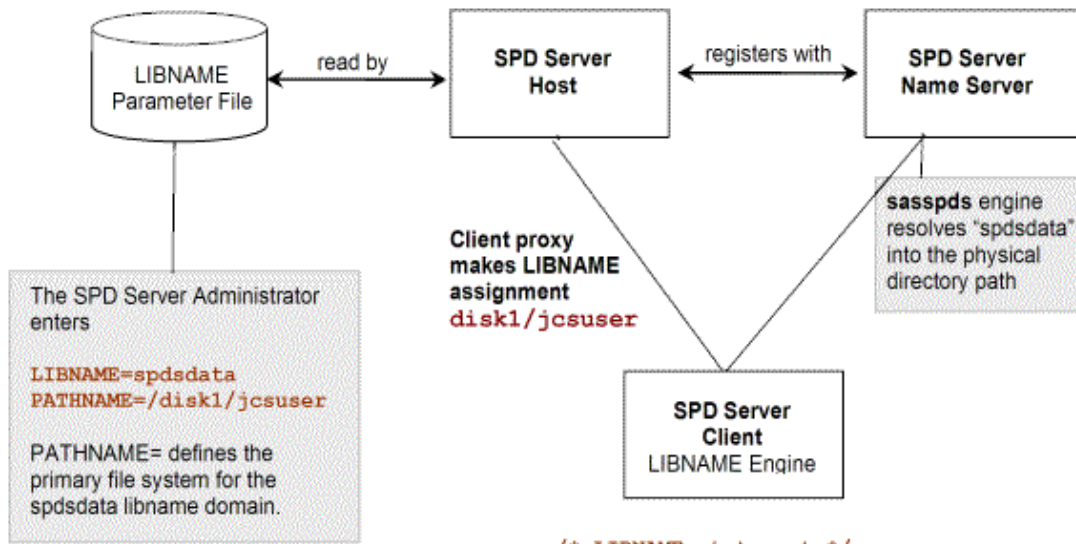 LIBNAME
Parameter File
read by
SPD Server
Host
registers with
SPD Server
Name Server
sasspds engine
resolves "spdsdata"
into the physical
directory path
Client proxy
makes LIBNAME
assignment
disk1/jcsuser
The SPD Server Administrator
enters
LIBNAME=spdsdata
PATHNAME=/disk1/jcsuser
PATHNAME= defines the
primary file system for the
spdsdata libname domain.
SPD Server
Client
LIBNAME Engine
/* LIBNAME